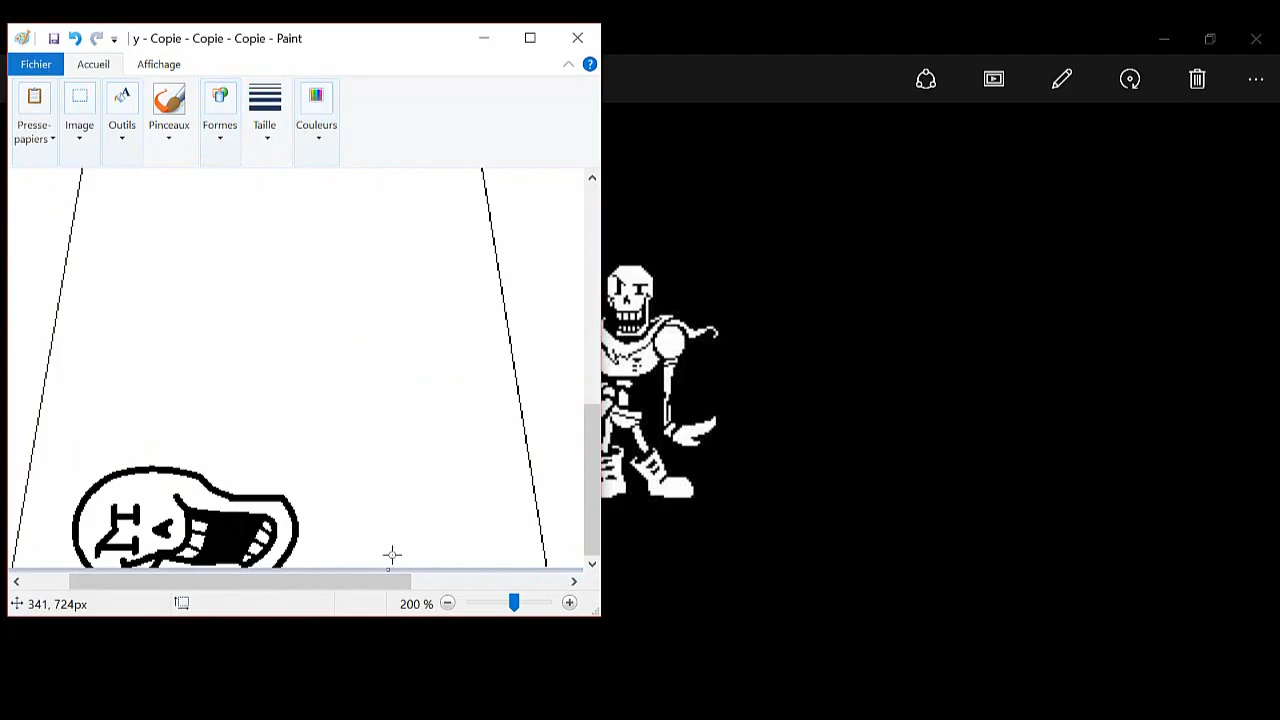 y - Copie - Copie - Copie - Paint
Fichier Accueil Affichage
Presse-
papiers
Image
Outils
Pinceaux
Formes
Taille
Couleurs
341, 724px
200 %